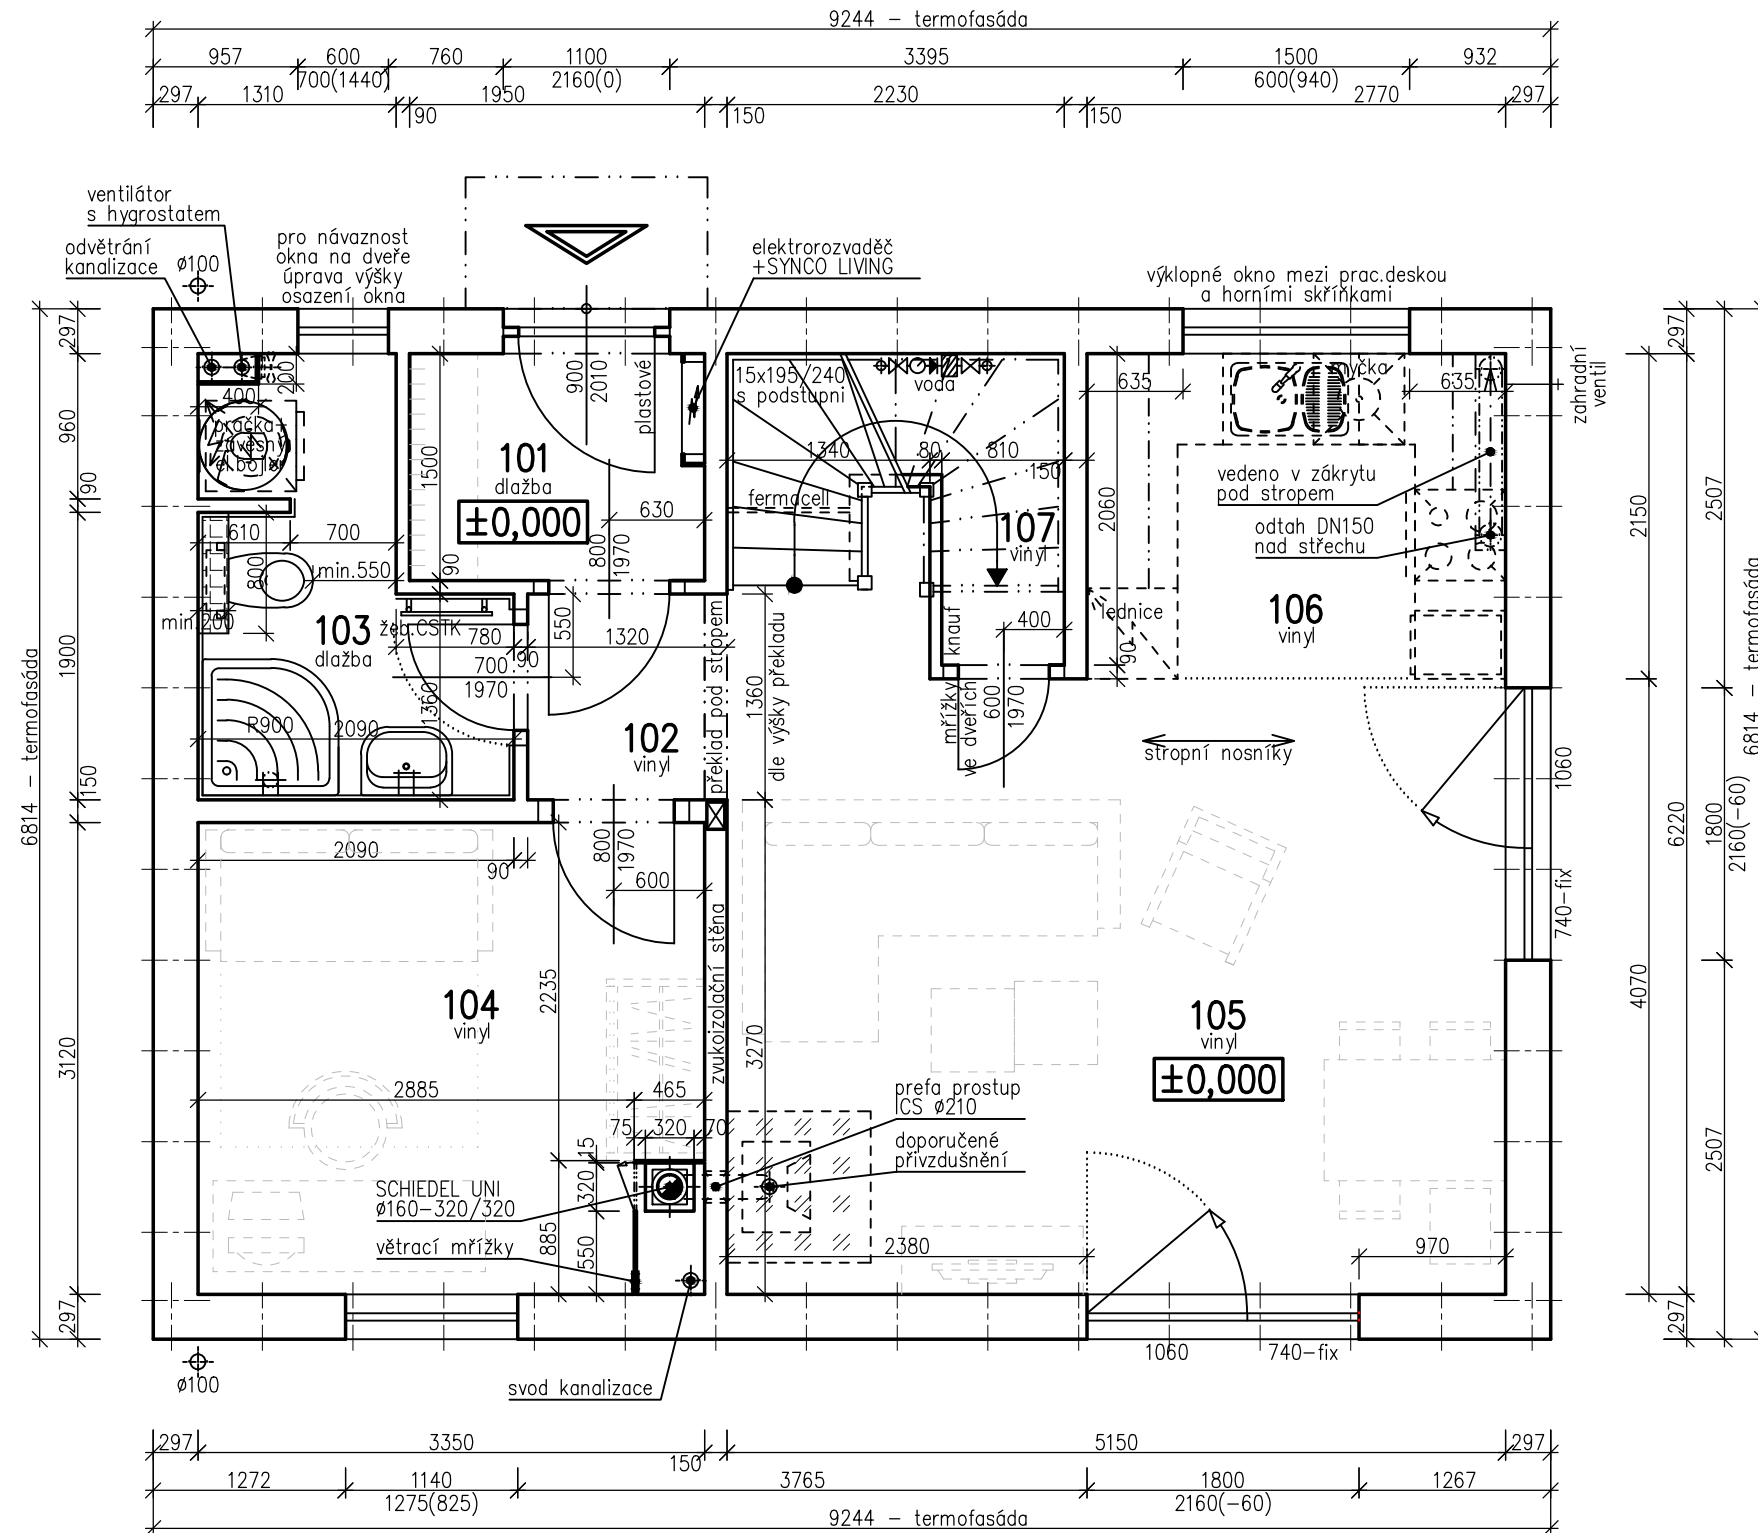 9244 – termofasáda
957 600 760 1100 3395 1500 932
700(1440) 2160(0) 600(940)
297 1310 1950 2230 2770 297
90 150 150
ventilátor
s hygrostatem
odvětrání
kanalizace
ø100
pro návaznost
okna na dveře
úprava výšky
osazení okna
elektrorozvaděč
+SYNCO LIVING
výklopné okno mezi prac.deskou
a horními skříňkami
zahradní
ventil
6814 – termofasáda
297
960
90
1900
150
3120
297
200
400
pračka+
závěsný
el.bojler
1500
101
dlažba
±0,000
900
2010
plastové
630
800
1970
90
15x195/240
s podstupni
voda
1340
80
810
150
fermacell
107
vinyl
2060
635
myčka
635
vedeno v zákrytu
pod stropem
odtah DN150
nad střechu
106
vinyl
lednice
610
700
800
min.550
min.200
103
dlažba
žeb.ČSTK
780
90
1320
550
700
1970
1360
R900
2090
102
vinyl
překlad pod stropem
dle výšky překladu
1360
knauf
400
90
mřížky
ve dveřích
600
1970
stropní nosníky
297
2150
4070
297
6220
2507
1800
2160(–60)
2507
6814 – termofasáda
1060
740–fix
2090
90
800
1970
600
2235
zvukoizolační stěna
104
vinyl
3270
105
vinyl
±0,000
2885
465
75
320
70
15
320
885
550
SCHIEDEL UNI
ø160–320/320
větrací mřížky
prefa prostup
ICS ø210
doporučené
přivzdušnění
2380
970
1060
740–fix
ø100
svod kanalizace
297 3350 5150 297
150
1272 1140 3765 1800 1267
1275(825) 2160(–60)
9244 – termofasáda